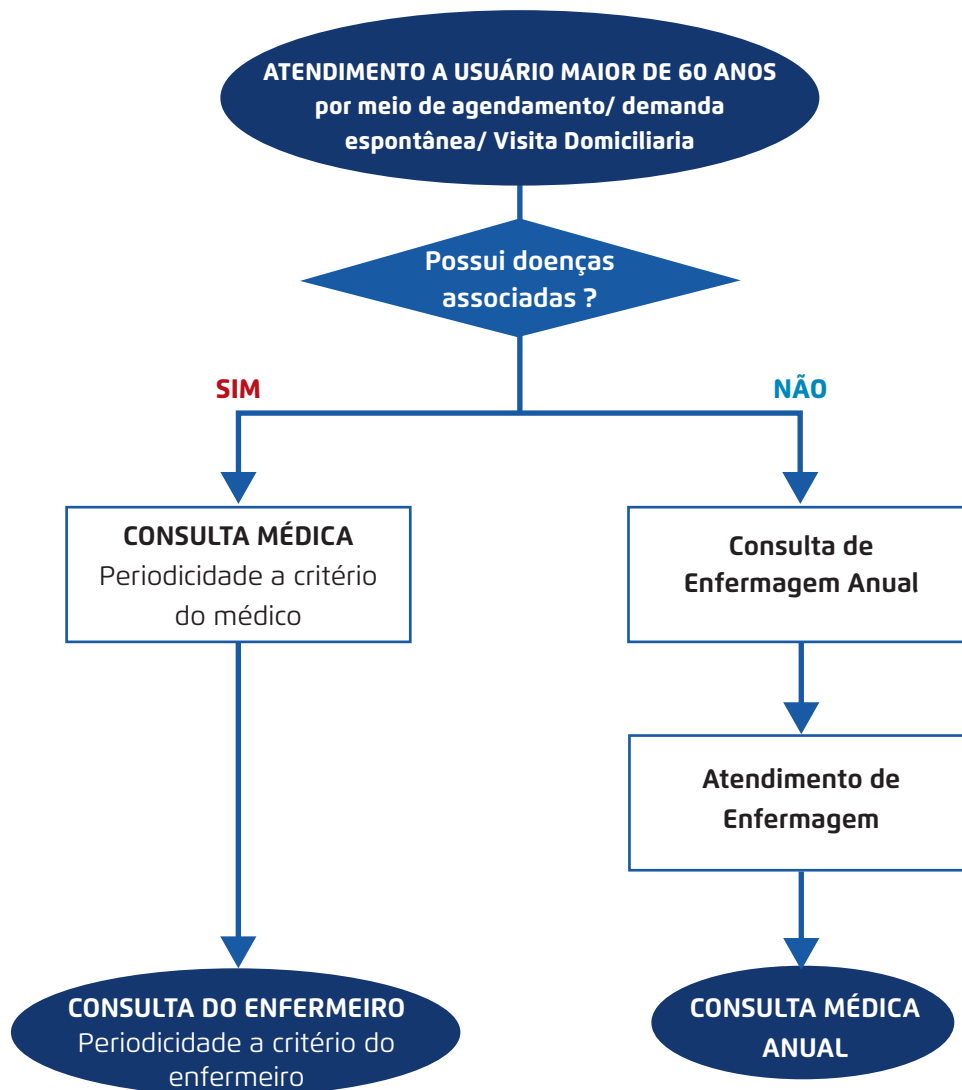 ATENDIMENTO A USUÁRIO MAIOR DE 60 ANOS
por meio de agendamento/ demanda
espontânea/ Visita Domiciliaria
Possui doenças
associadas ?
SIM
NÃO
CONSULTA MÉDICA
Periodicidade a critério
do médico
Consulta de
Enfermagem Anual
Atendimento de
Enfermagem
CONSULTA DO ENFERMEIRO
Periodicidade a critério do
enfermeiro
CONSULTA MÉDICA
ANUAL